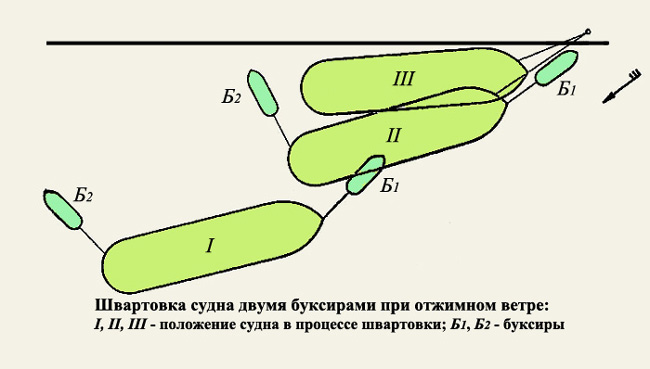 III
Б1
Б2
II
Б1
Б2
I
Швартовка судна двумя буксирами при отжимном ветре:
I, II, III - положение судна в процессе швартовки; Б1, Б2 - буксиры